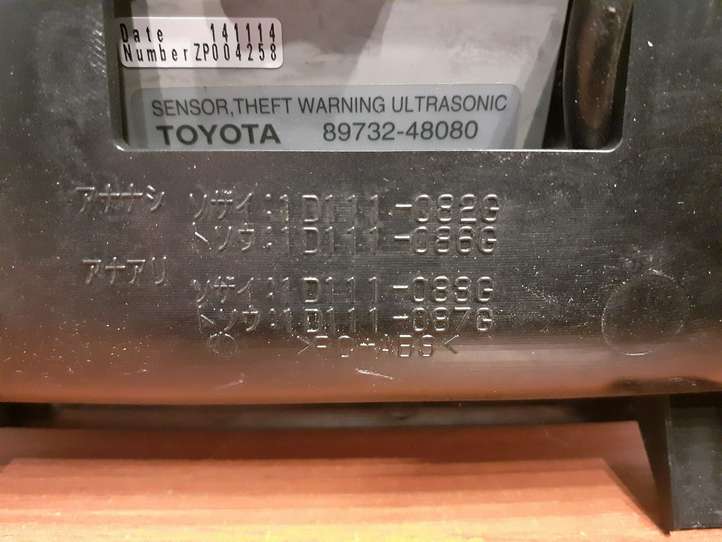 Date 141114
Number ZP004258
SENSOR,THEFT WARNING ULTRASONIC
TOYOTA 89732-48080
アナナシ ソザイ:1D111-082G
トソウ:1D111-086G
アナアリ ソザイ:1D111-083G
トソウ:1D111-087G
>PC+ABS<